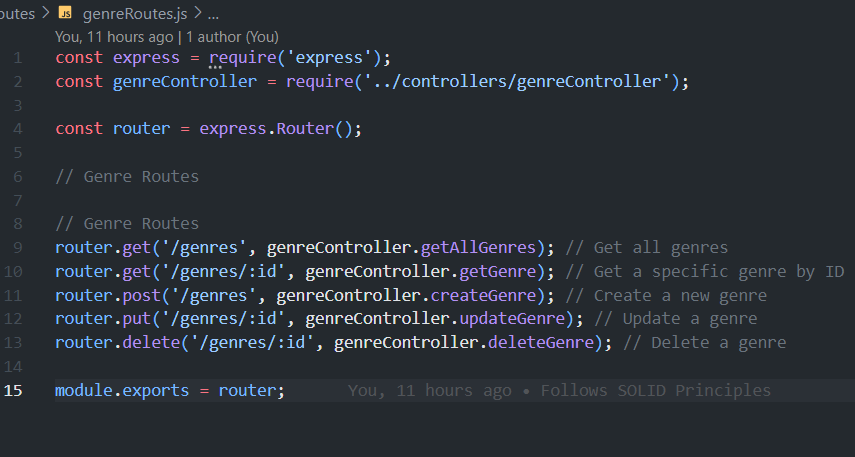 outes > JS genreRoutes.js > ...
You, 11 hours ago | 1 author (You)
1 const express = require('express');
2 const genreController = require('../controllers/genreController');
3
4 const router = express.Router();
5
6 // Genre Routes
7
8 // Genre Routes
9 router.get('/genres', genreController.getAllGenres); // Get all genres
10 router.get('/genres/:id', genreController.getGenre); // Get a specific genre by ID
11 router.post('/genres', genreController.createGenre); // Create a new genre
12 router.put('/genres/:id', genreController.updateGenre); // Update a genre
13 router.delete('/genres/:id', genreController.deleteGenre); // Delete a genre
14
15 module.exports = router; You, 11 hours ago • Follows SOLID Principles